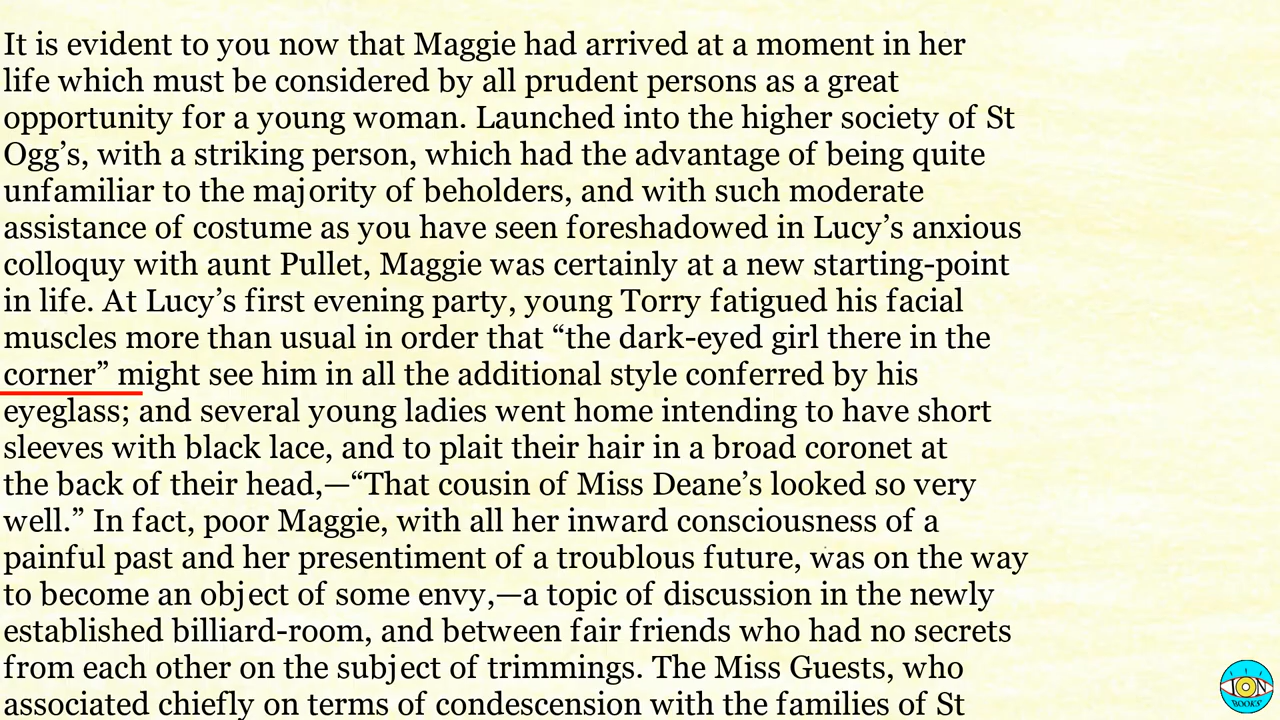 It is evident to you now that Maggie had arrived at a moment in her
life which must be considered by all prudent persons as a great
opportunity for a young woman. Launched into the higher society of St
Ogg’s, with a striking person, which had the advantage of being quite
unfamiliar to the majority of beholders, and with such moderate
assistance of costume as you have seen foreshadowed in Lucy’s anxious
colloquy with aunt Pullet, Maggie was certainly at a new starting-point
in life. At Lucy’s first evening party, young Torry fatigued his facial
muscles more than usual in order that “the dark-eyed girl there in the
corner” might see him in all the additional style conferred by his
eyeglass; and several young ladies went home intending to have short
sleeves with black lace, and to plait their hair in a broad coronet at
the back of their head,—“That cousin of Miss Deane’s looked so very
well.” In fact, poor Maggie, with all her inward consciousness of a
painful past and her presentiment of a troublous future, was on the way
to become an object of some envy,—a topic of discussion in the newly
established billiard-room, and between fair friends who had no secrets
from each other on the subject of trimmings. The Miss Guests, who
associated chiefly on terms of condescension with the families of St
ION
BOOKS